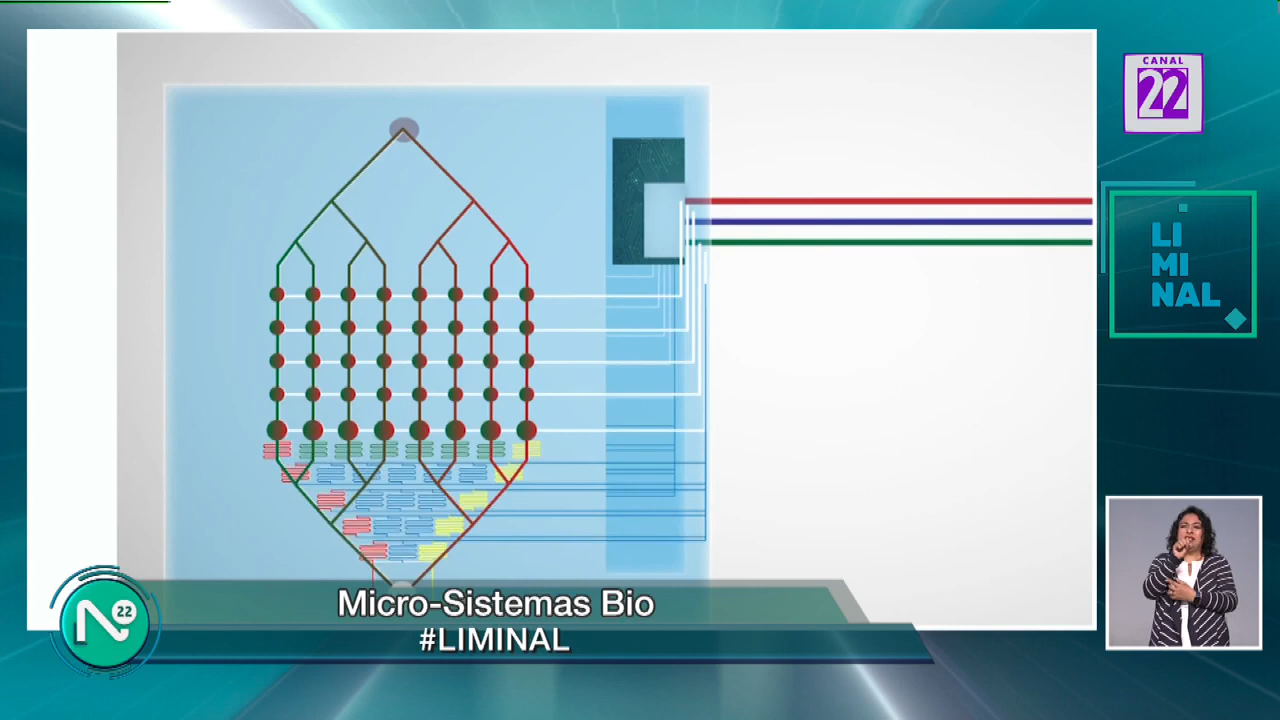 CANAL
22
LI
MI
NAL
N 22
Micro-Sistemas Bio
#LIMINAL